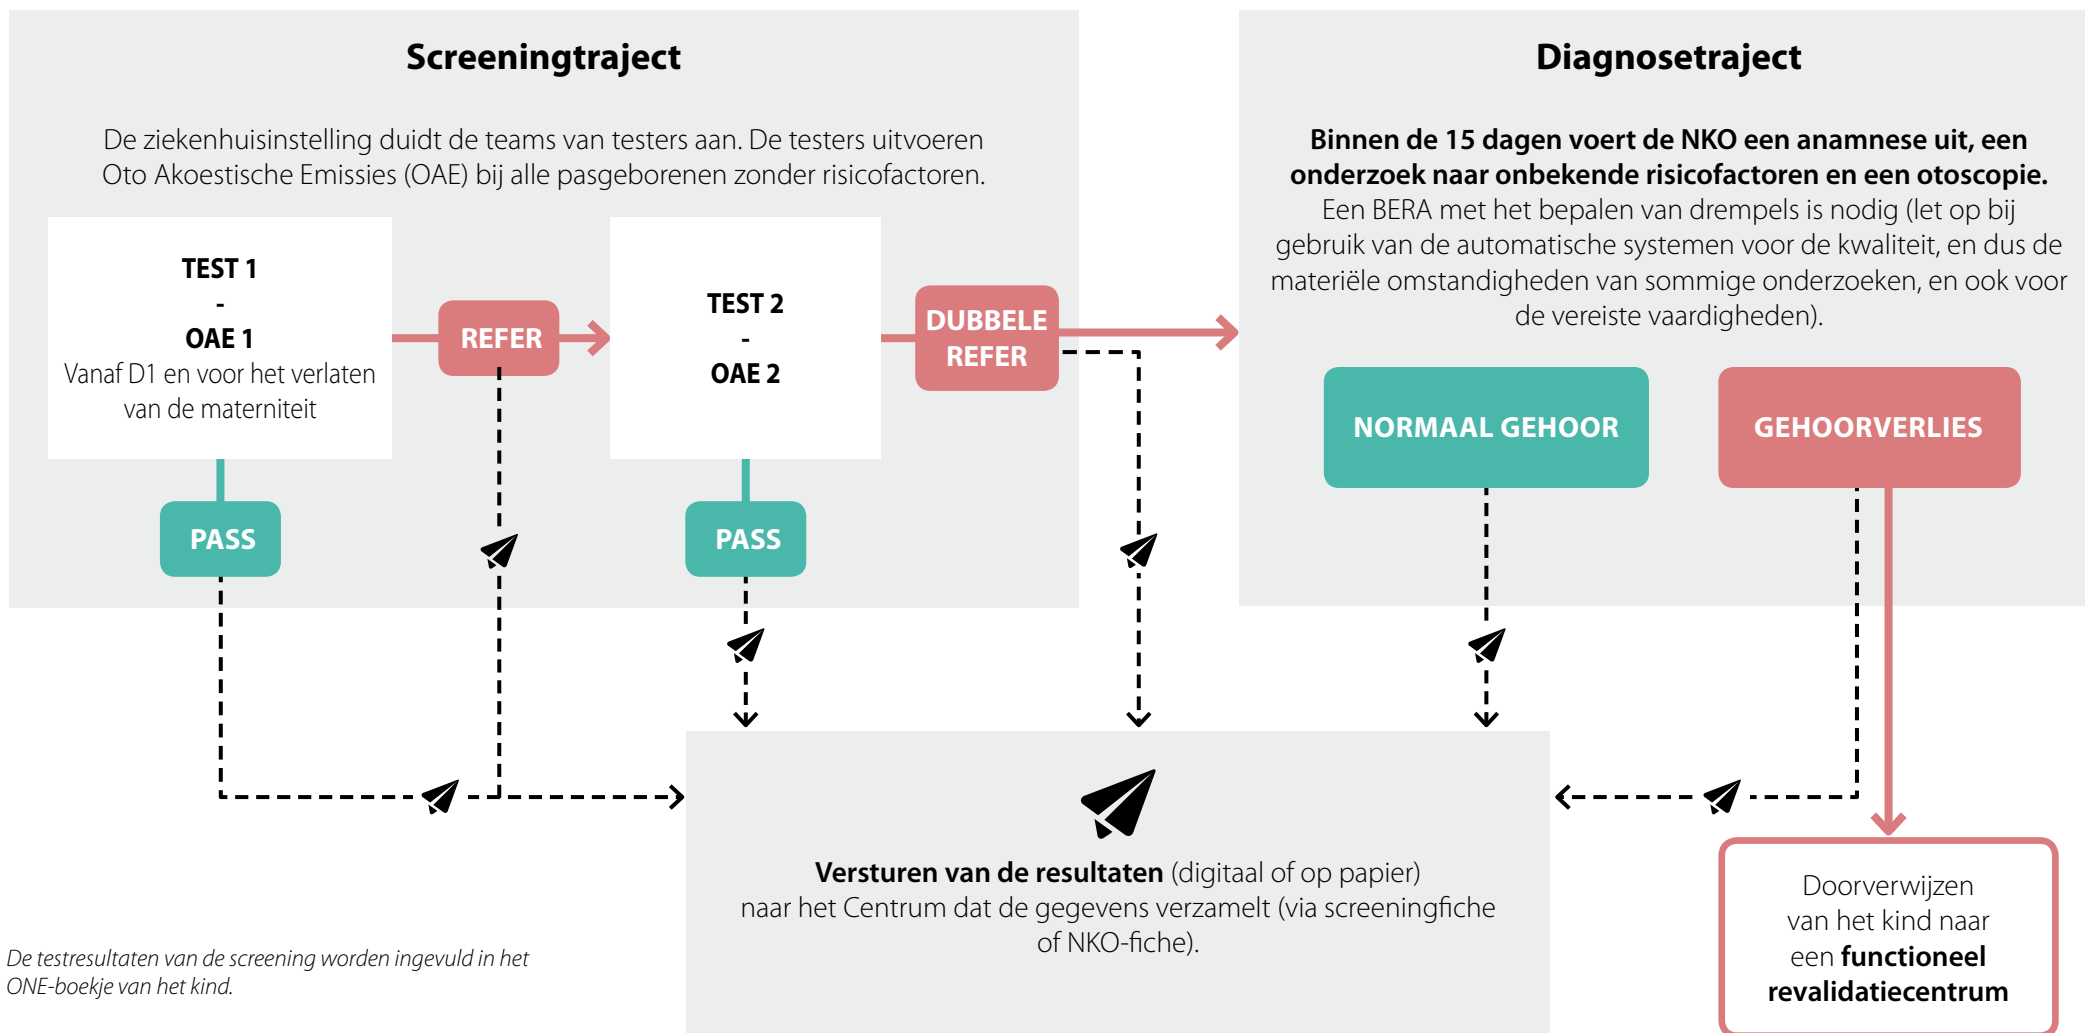 Screeningtraject
De ziekenhuisinstelling duidt de teams van testers aan. De testers uitvoeren
Oto Akoestische Emissies (OAE) bij alle pasgeborenen zonder risicofactoren.
TEST 1
-
OAE 1
Vanaf D1 en voor het verlaten
van de materniteit
REFER
TEST 2
-
OAE 2
DUBBELE
REFER
PASS
PASS
Diagnosetraject
Binnen de 15 dagen voert de NKO een anamnese uit, een
onderzoek naar onbekende risicofactoren en een otoscopie.
Een BERA met het bepalen van drempels is nodig (let op bij
gebruik van de automatische systemen voor de kwaliteit, en dus de
materiële omstandigheden van sommige onderzoeken, en ook voor
de vereiste vaardigheden).
NORMAAL GEHOOR
GEHOORVERLIES
Versturen van de resultaten (digitaal of op papier)
naar het Centrum dat de gegevens verzamelt (via screeningfiche
of NKO-fiche).
Doorverwijzen
van het kind naar
een functioneel
revalidatiecentrum
De testresultaten van de screening worden ingevuld in het
ONE-boekje van het kind.